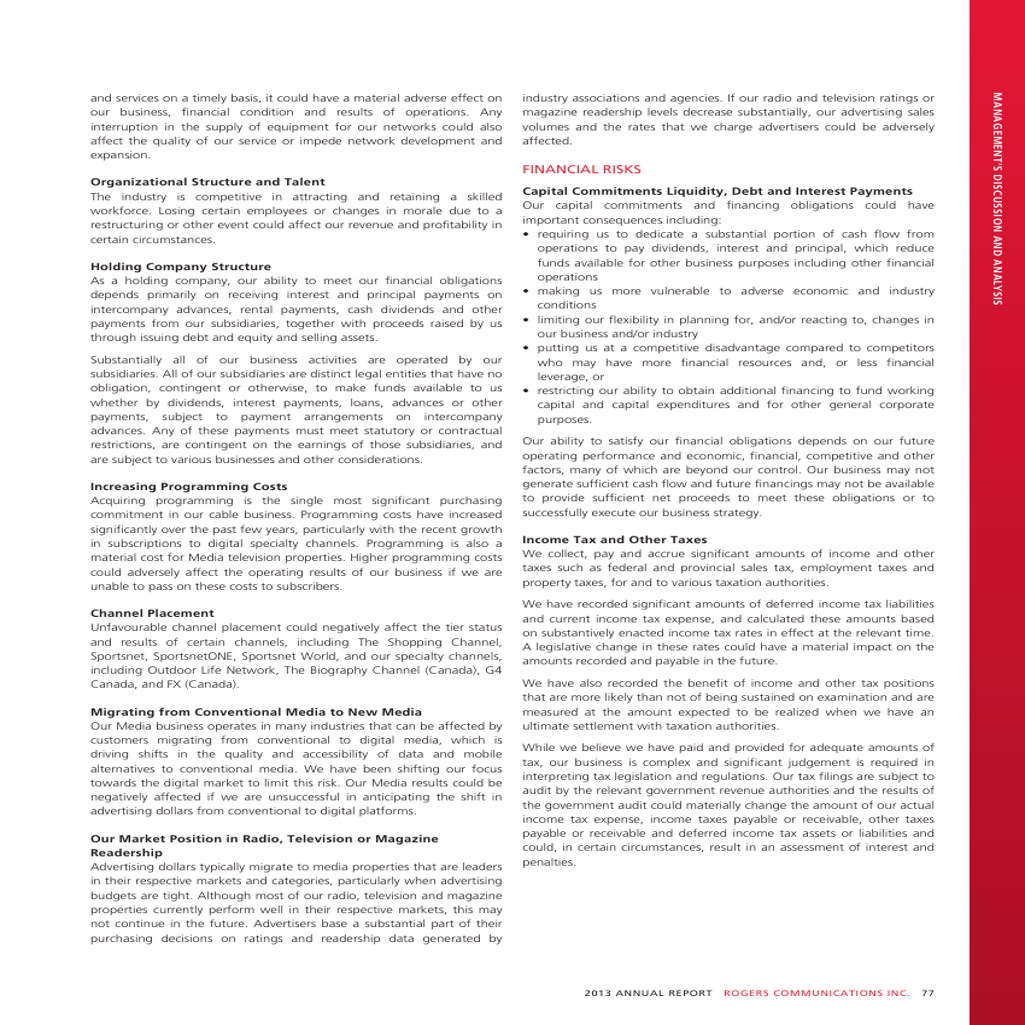 and services on a timely basis, it could have a material adverse effect on
our business, financial condition and results of operations. Any
interruption in the supply of equipment for our networks could also
affect the quality of our service or impede network development and
expansion.
Organizational Structure and Talent
The industry is competitive in attracting and retaining a skilled
workforce. Losing certain employees or changes in morale due to a
restructuring or other event could affect our revenue and profitability in
certain circumstances.
Holding Company Structure
As a holding company, our ability to meet our financial obligations
depends primarily on receiving interest and principal payments on
intercompany advances, rental payments, cash dividends and other
payments from our subsidiaries, together with proceeds raised by us
through issuing debt and equity and selling assets.
Substantially all of our business activities are operated by our
subsidiaries. All of our subsidiaries are distinct legal entities that have no
obligation, contingent or otherwise, to make funds available to us
whether by dividends, interest payments, loans, advances or other
payments, subject to payment arrangements on intercompany
advances. Any of these payments must meet statutory or contractual
restrictions, are contingent on the earnings of those subsidiaries, and
are subject to various businesses and other considerations.
Increasing Programming Costs
Acquiring programming is the single most significant purchasing
commitment in our cable business. Programming costs have increased
significantly over the past few years, particularly with the recent growth
in subscriptions to digital specialty channels. Programming is also a
material cost for Media television properties. Higher programming costs
could adversely affect the operating results of our business if we are
unable to pass on these costs to subscribers.
Channel Placement
Unfavourable channel placement could negatively affect the tier status
and results of certain channels, including The Shopping Channel,
Sportsnet, SportsnetONE, Sportsnet World, and our specialty channels,
including Outdoor Life Network, The Biography Channel (Canada), G4
Canada, and FX (Canada).
Migrating from Conventional Media to New Media
Our Media business operates in many industries that can be affected by
customers migrating from conventional to digital media, which is
driving shifts in the quality and accessibility of data and mobile
alternatives to conventional media. We have been shifting our focus
towards the digital market to limit this risk. Our Media results could be
negatively affected if we are unsuccessful in anticipating the shift in
advertising dollars from conventional to digital platforms.
Our Market Position in Radio, Television or Magazine
Readership
Advertising dollars typically migrate to media properties that are leaders
in their respective markets and categories, particularly when advertising
budgets are tight. Although most of our radio, television and magazine
properties currently perform well in their respective markets, this may
not continue in the future. Advertisers base a substantial part of their
purchasing decisions on ratings and readership data generated by
industry associations and agencies. If our radio and television ratings or
magazine readership levels decrease substantially, our advertising sales
volumes and the rates that we charge advertisers could be adversely
affected.
FINANCIAL RISKS
Capital Commitments Liquidity, Debt and Interest Payments
Our capital commitments and financing obligations could have
important consequences including:
• requiring us to dedicate a substantial portion of cash flow from
operations to pay dividends, interest and principal, which reduce
funds available for other business purposes including other financial
operations
• making us more vulnerable to adverse economic and industry
conditions
• limiting our flexibility in planning for, and/or reacting to, changes in
our business and/or industry
• putting us at a competitive disadvantage compared to competitors
who may have more financial resources and, or less financial
leverage, or
• restricting our ability to obtain additional financing to fund working
capital and capital expenditures and for other general corporate
purposes.
Our ability to satisfy our financial obligations depends on our future
operating performance and economic, financial, competitive and other
factors, many of which are beyond our control. Our business may not
generate sufficient cash flow and future financings may not be available
to provide sufficient net proceeds to meet these obligations or to
successfully execute our business strategy.
Income Tax and Other Taxes
We collect, pay and accrue significant amounts of income and other
taxes such as federal and provincial sales tax, employment taxes and
property taxes, for and to various taxation authorities.
We have recorded significant amounts of deferred income tax liabilities
and current income tax expense, and calculated these amounts based
on substantively enacted income tax rates in effect at the relevant time.
A legislative change in these rates could have a material impact on the
amounts recorded and payable in the future.
We have also recorded the benefit of income and other tax positions
that are more likely than not of being sustained on examination and are
measured at the amount expected to be realized when we have an
ultimate settlement with taxation authorities.
While we believe we have paid and provided for adequate amounts of
tax, our business is complex and significant judgement is required in
interpreting tax legislation and regulations. Our tax filings are subject to
audit by the relevant government revenue authorities and the results of
the government audit could materially change the amount of our actual
income tax expense, income taxes payable or receivable, other taxes
payable or receivable and deferred income tax assets or liabilities and
could, in certain circumstances, result in an assessment of interest and
penalties.
MANAGEMENT'S DISCUSSION AND ANALYSIS
2013 ANNUAL REPORT ROGERS COMMUNICATIONS INC. 77